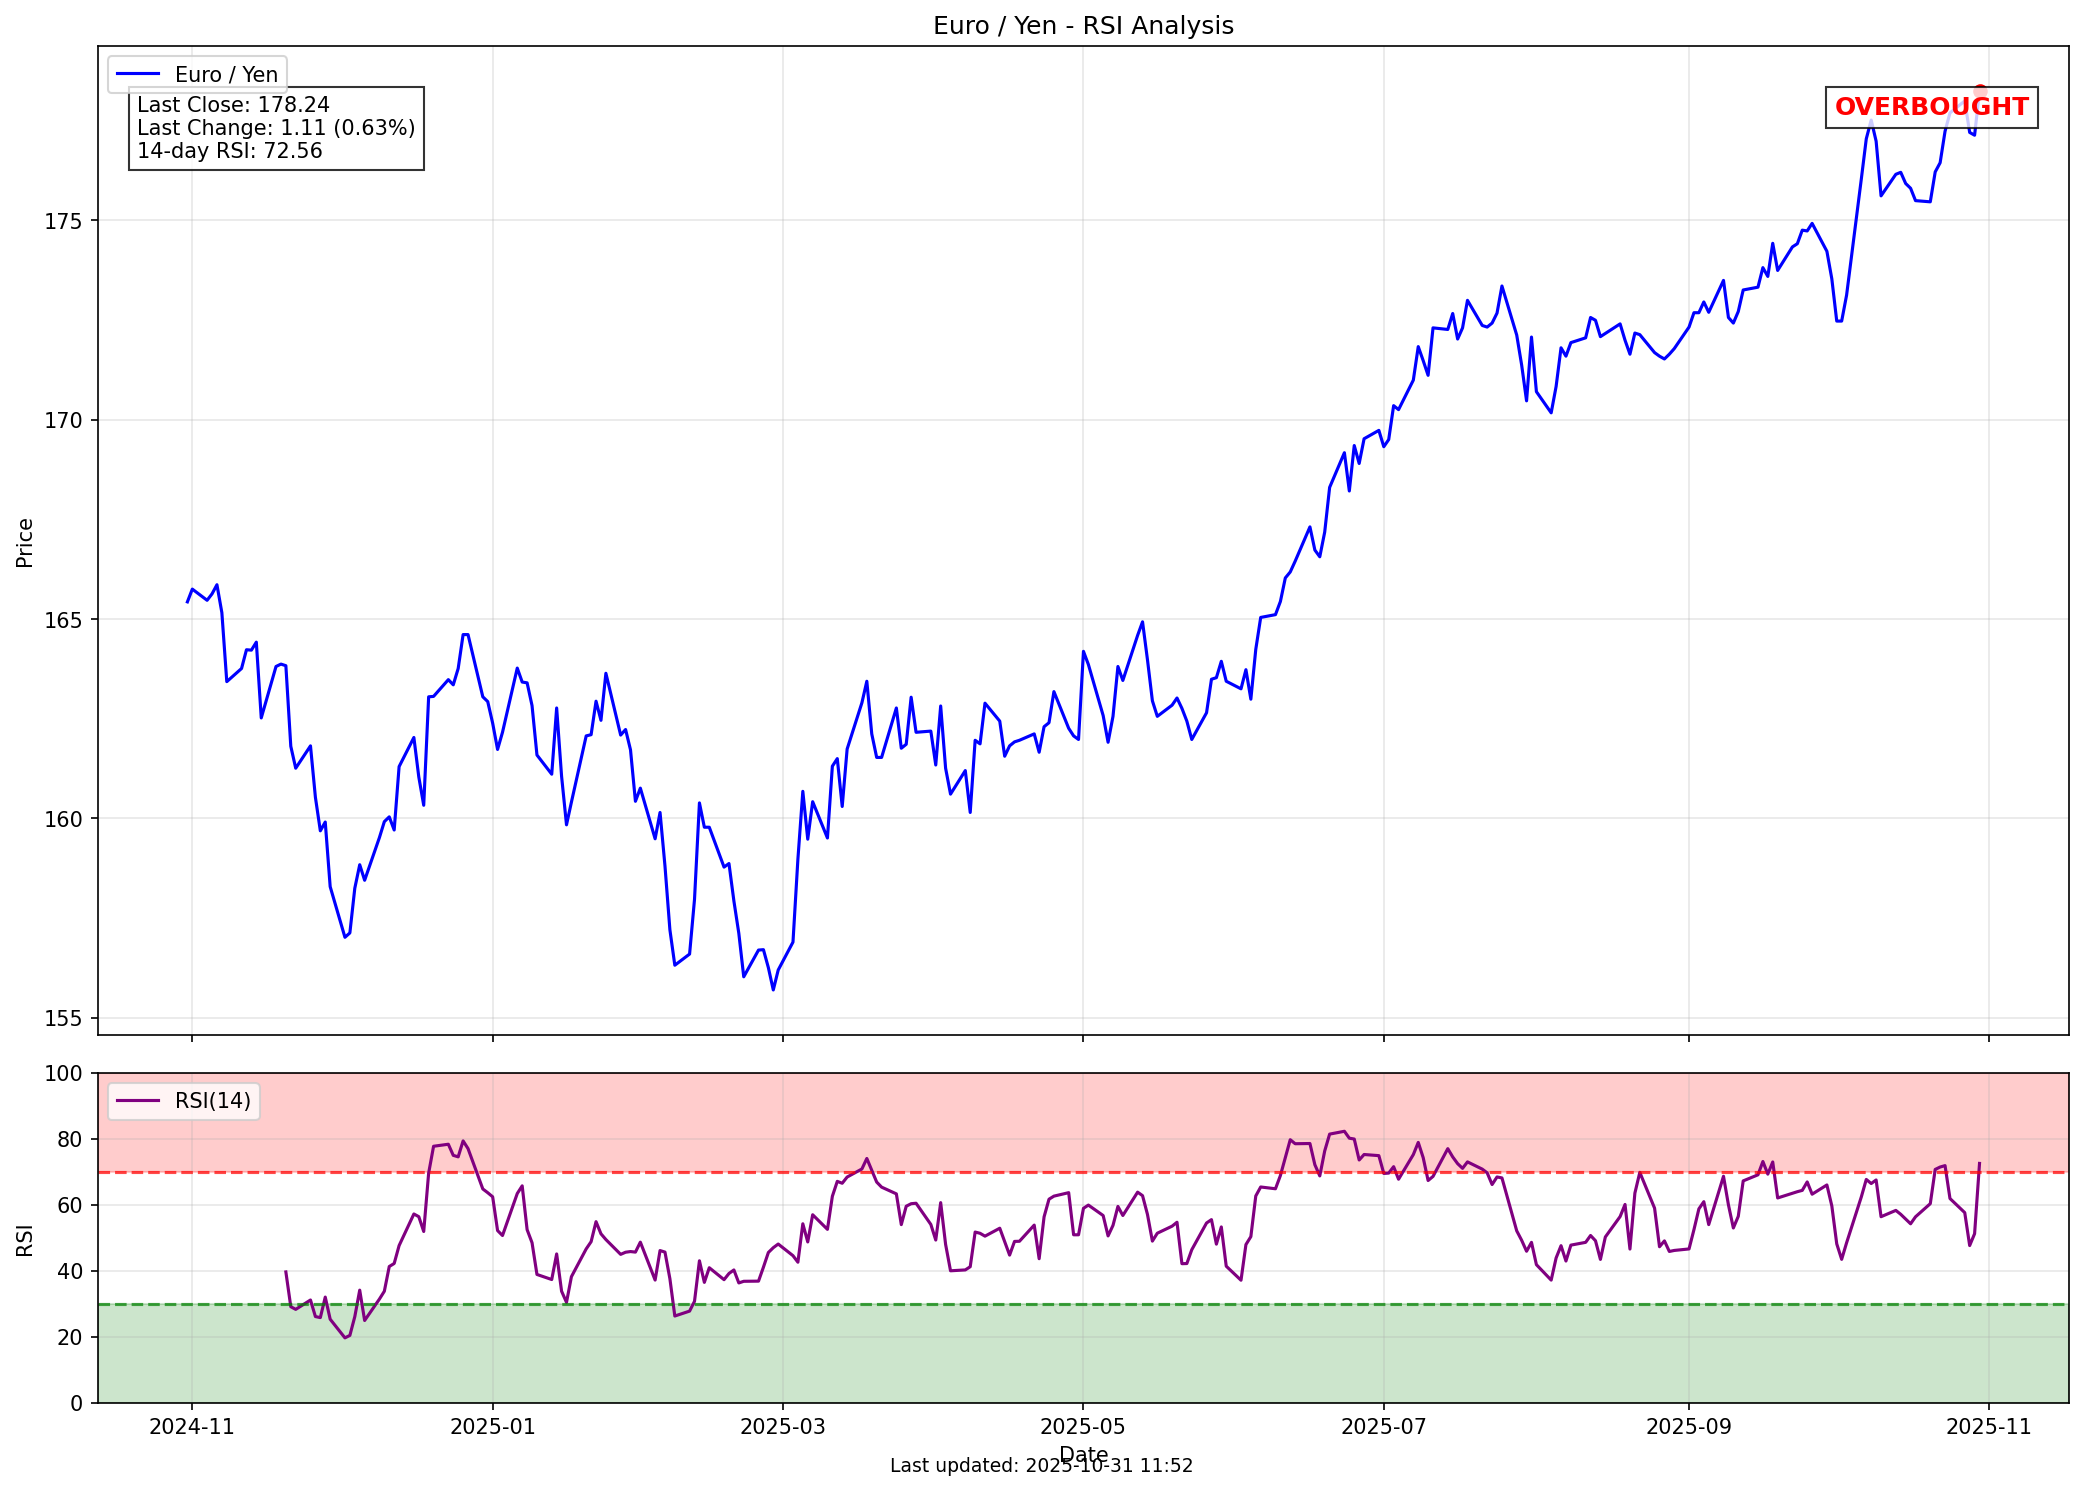 Euro / Yen - RSI Analysis
Euro / Yen
Last Close: 178.24
Last Change: 1.11 (0.63%)
14-day RSI: 72.56
OVERBOUGHT
Price
175
170
165
160
155
RSI
RSI(14)
100
80
60
40
20
0
2024-11
2025-01
2025-03
2025-05
2025-07
2025-09
2025-11
Date
Last updated: 2025-10-31 11:52